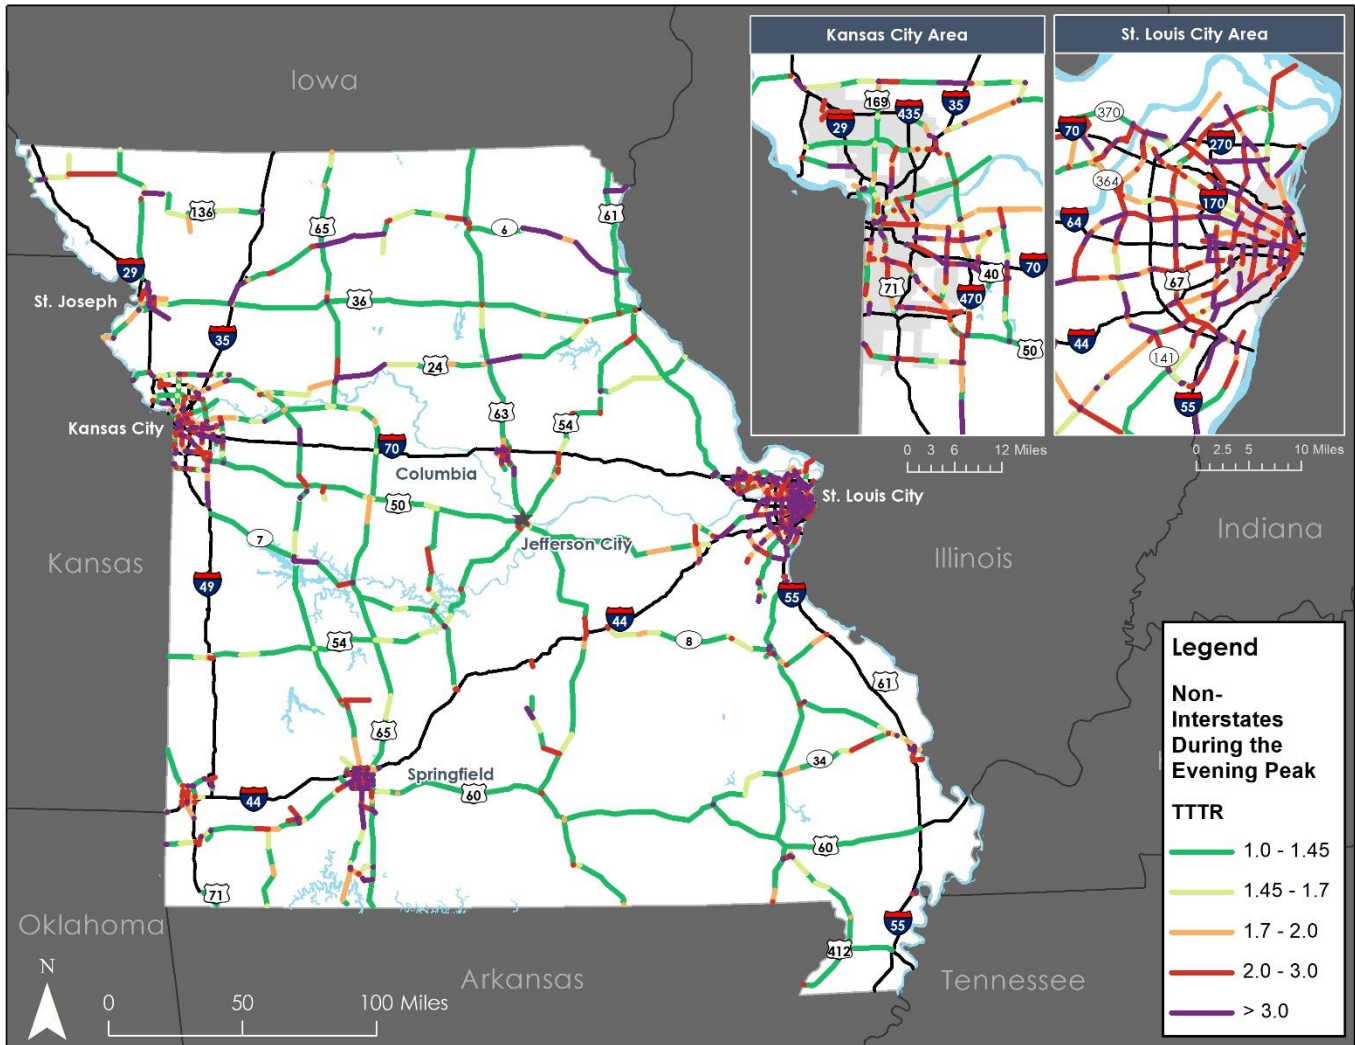 Iowa
Kansas City Area
St. Louis City Area
169
435
35
29
71
40
70
470
50
0 3 6 12 Miles
370
70
270
364
170
64
67
44
141
55
0 2.5 5 10 Miles
136
65
61
6
29
St. Joseph
36
35
24
Kansas City
63
54
70
Columbia
50
St. Louis City
Indiana
7
Jefferson City
Illinois
Kansas
49
55
44
8
54
61
65
34
Springfield
44
60
60
71
Oklahoma
55
412
Arkansas
Tennessee
N
0 50 100 Miles
Legend
Non-
Interstates
During the
Evening Peak
TTTR
1.0 - 1.45
1.45 - 1.7
1.7 - 2.0
2.0 - 3.0
> 3.0